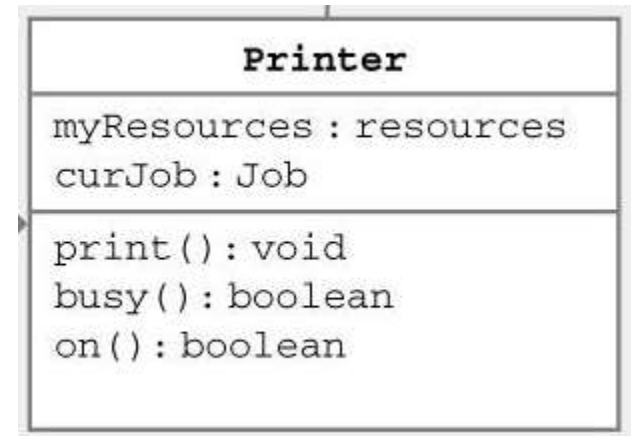 Printer
myResources : resources
curJob : Job
print() : void
busy() : boolean
on() : boolean